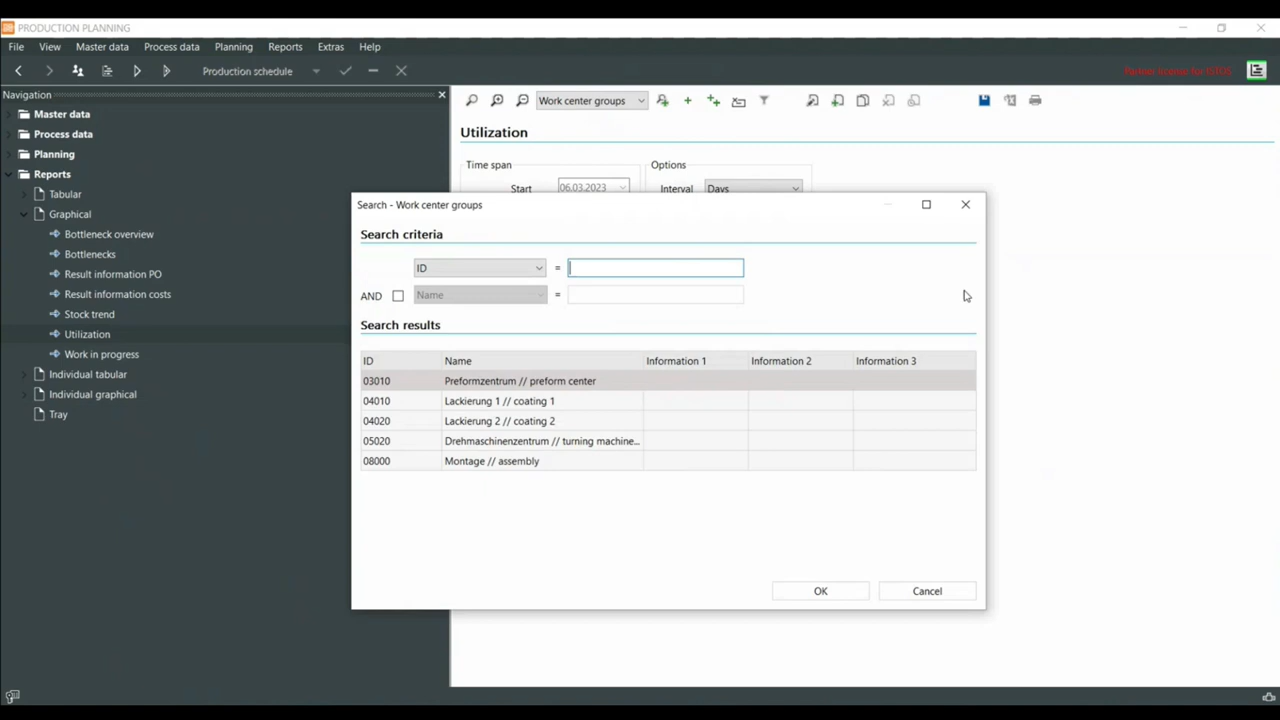 PRODUCTION PLANNING
File View Master data Process data Planning Reports Extras Help
Production schedule
Navigation
Master data
Process data
Planning
Reports
Tabular
Graphical
Bottleneck overview
Bottlenecks
Result information PO
Result information costs
Stock trend
Utilization
Work in progress
Individual tabular
Individual graphical
Tray
Work center groups
Utilization
Time span Options
Start 06.03.2023 Interval Days
Search - Work center groups
Search criteria
ID =
AND Name =
Search results
ID Name Information 1 Information 2 Information 3
03010 Preformzentrum // preform center
04010 Lackierung 1 // coating 1
04020 Lackierung 2 // coating 2
05020 Drehmaschinenzentrum // turning machine...
08000 Montage // assembly
OK Cancel